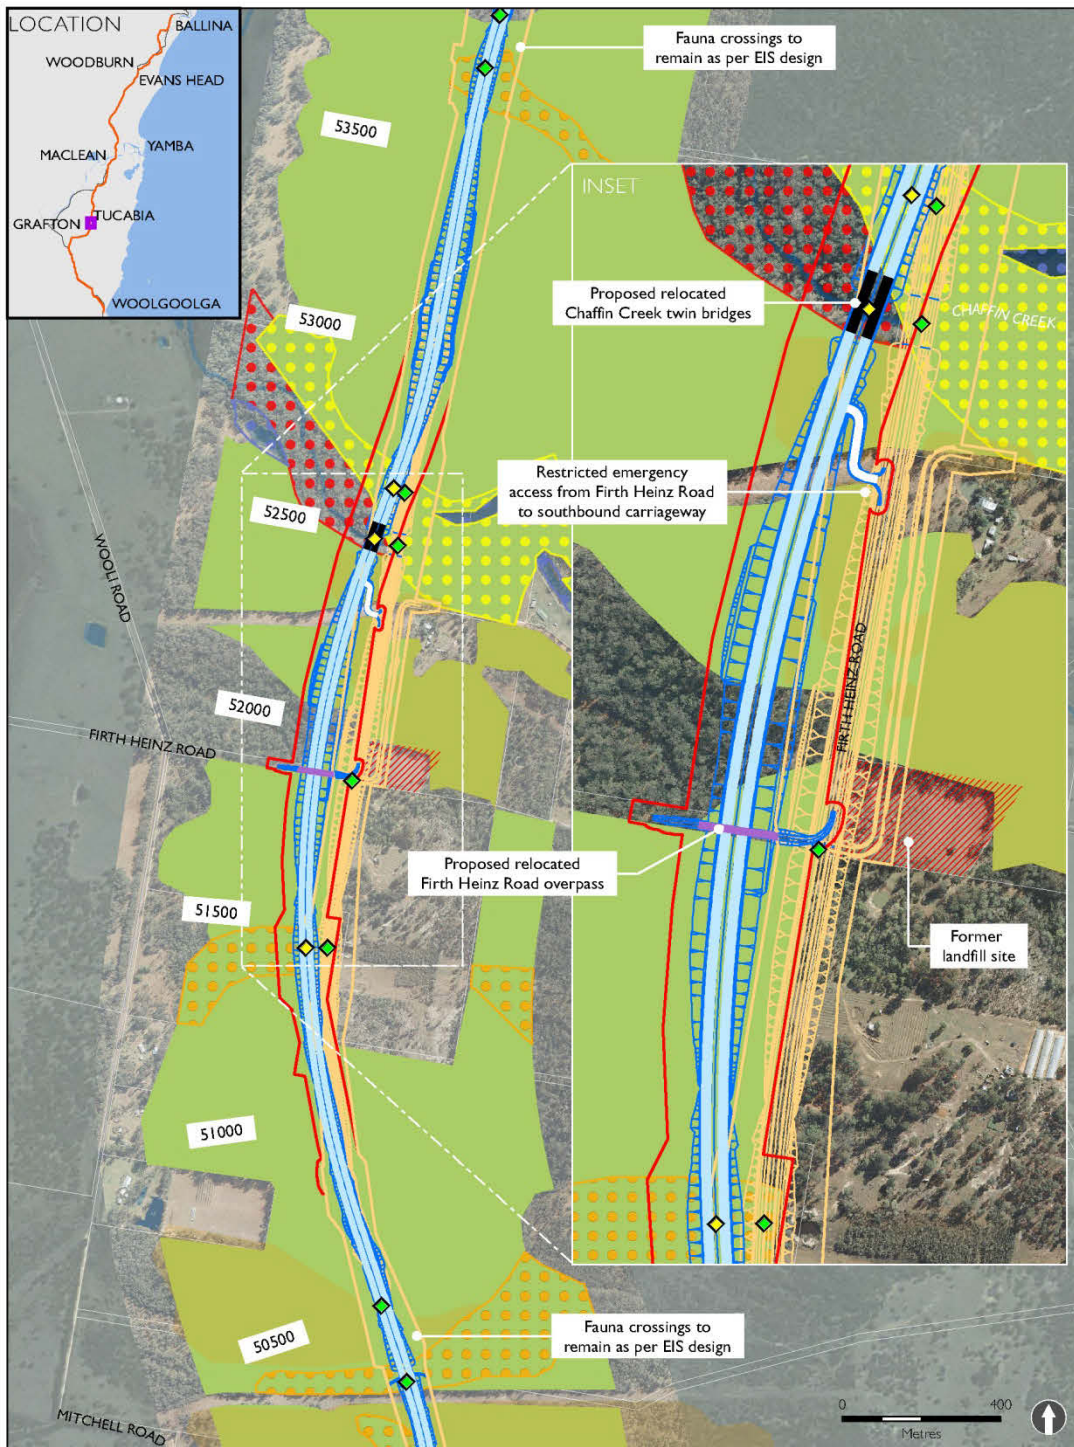 LOCATION
BALLINA
WOODBURN
EVANS HEAD
MACLEAN
YAMBA
TUCABIA
GRAFTON
WOOLGOOLGA
Fauna crossings to
remain as per EIS design
53500
INSET
Proposed relocated
Chaffin Creek twin bridges
CHAFFIN CREEK
53000
Restricted emergency
access from Firth Heinz Road
to southbound carriageway
52500
WOOLI ROAD
52000
FIRTH HEINZ ROAD
FIRTH HEINZ ROAD
Proposed relocated
Firth Heinz Road overpass
51500
Former
landfill site
51000
50500
Fauna crossings to
remain as per EIS design
MITCHELL ROAD
0 400
Metres